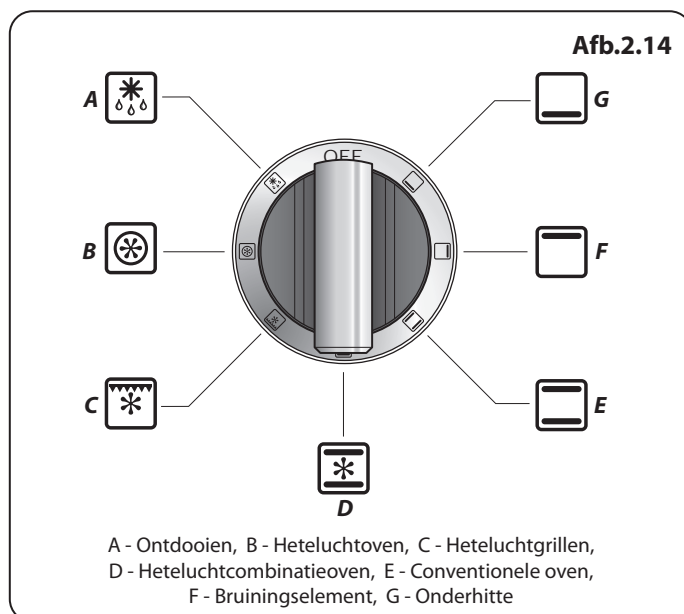 Afb.2.14
A
G
OFF
B
F
C
E
D
A - Ontdooien, B - Heteluchtoven, C - Heteluchtgrillen,
D - Heteluchtcombinatieoven, E - Conventionele oven,
F - Bruiningselement, G - Onderhitte